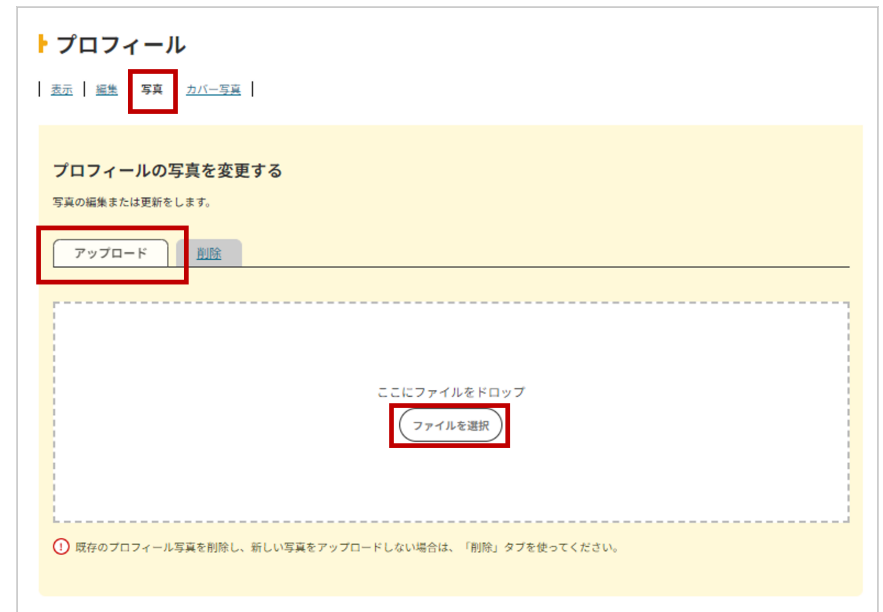 プロフィール
表示 編集 写真 カバー写真
プロフィールの写真を変更する
写真の編集または更新をします。
アップロード 削除
ここにファイルをドロップ
ファイルを選択
既存のプロフィール写真を削除し、新しい写真をアップロードしない場合は、「削除」タブを使ってください。